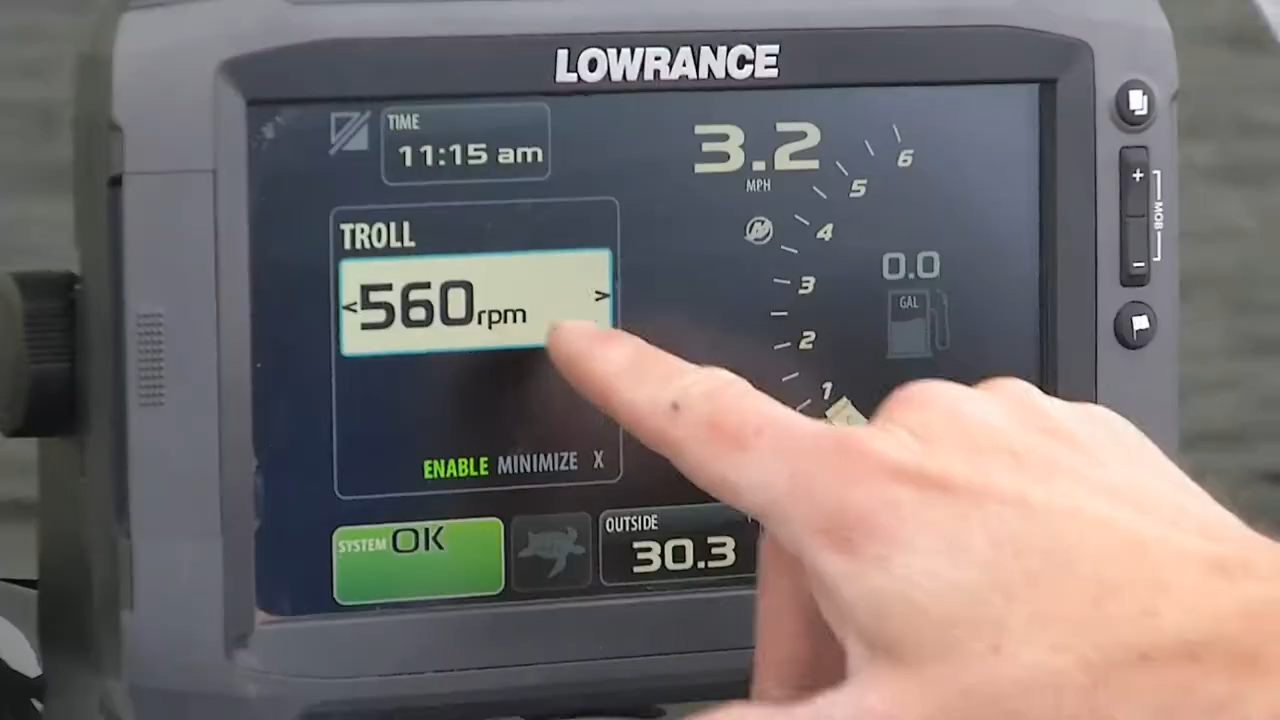 LOWRANCE
TIME
11:15 am
3.2
MPH
TROLL
<560rpm >
ENABLE MINIMIZE X
6
5
4
3
2
1
0.0
GAL
SYSTEM OK
OUTSIDE
30.3
+
MOB
-